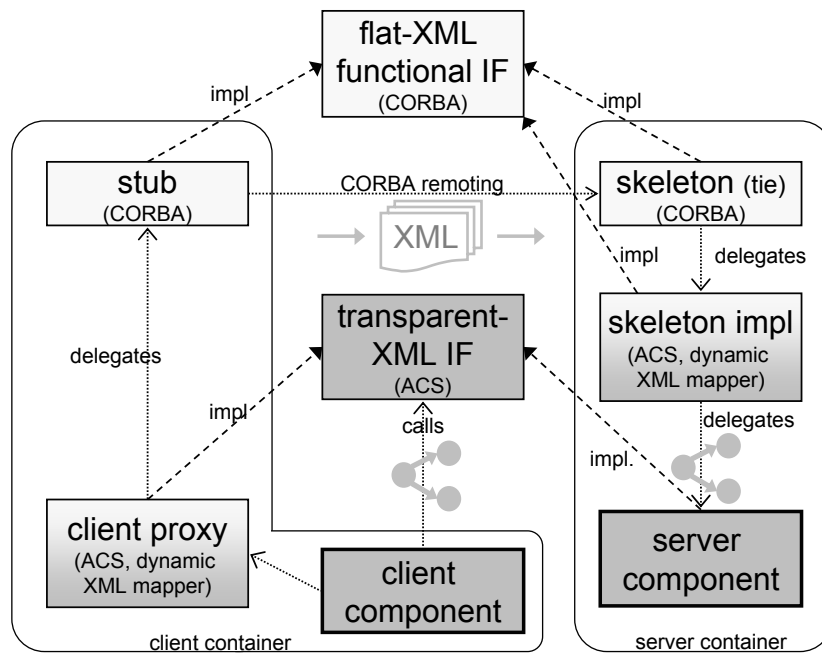 flat-XML
functional IF
(CORBA)
impl
impl
stub
(CORBA)
CORBA remoting
skeleton (tie)
(CORBA)
XML
impl
delegates
transparent-
XML IF
(ACS)
skeleton impl
(ACS, dynamic
XML mapper)
delegates
impl
calls
delegates
impl.
client proxy
(ACS, dynamic
XML mapper)
client
component
server
component
client container
server container